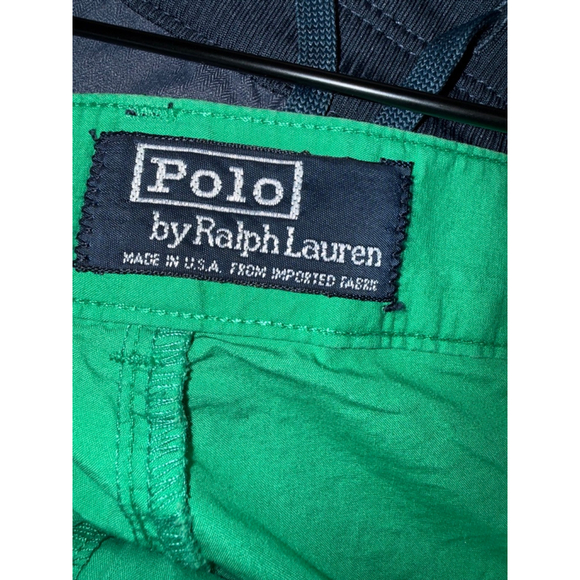 Polo
by Ralph Lauren
MADE IN U.S.A. FROM IMPORTED FABRIC